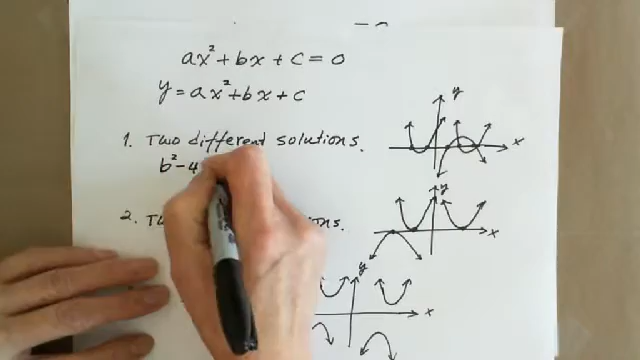 ax²+bx+c=0
y=ax²+bx+c
1. Two different solutions.
b²-4
2.
y
x
y
x
y
x